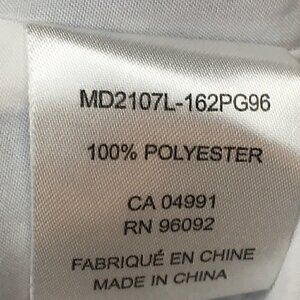 MD2107L-162PG96
100% POLYESTER
CA 04991
RN 96092
FABRIQUÉ EN CHINE
MADE IN CHINA